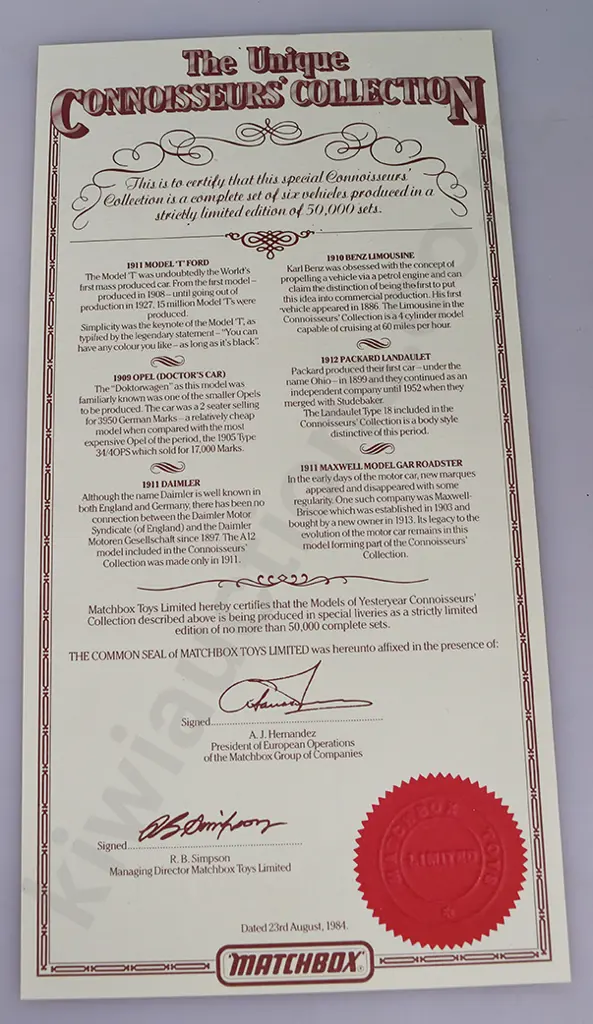 The Unique
CONNOISSEURS' COLLECTION
This is to certify that this special Connoisseurs'
Collection is a complete set of six vehicles produced in a
strictly limited edition of 50,000 sets.
1911 MODEL 'T' FORD
The Model 'T' was undoubtedly the World's
first mass produced car. From the first model –
produced in 1908 – until going out of
production in 1927, 15 million Model 'T's were
produced.
Simplicity was the keynote of the Model 'T', as
typified by the legendary statement – "You can
have any colour you like – as long as it's black".
1909 OPEL (DOCTOR'S CAR)
The "Doktorwagen" as this model was
familiarly known was one of the smaller Opels
to be produced. The car was a 2 seater selling
for 3950 German Marks – a relatively cheap
model when compared with the most
expensive Opel of the period, the 1905 Type
34/4OPS which sold for 17,000 Marks.
1911 DAIMLER
Although the name Daimler is well known in
both England and Germany, there has been no
connection between the Daimler Motor
Syndicate (of England) and the Daimler
Motoren Gesellschaft since 1897. The A12
model included in the Connoisseurs'
Collection was made only in 1911.
1910 BENZ LIMOUSINE
Karl Benz was obsessed with the concept of
propelling a vehicle via a petrol engine and can
claim the distinction of being the first to put
this idea into commercial production. His first
vehicle appeared in 1886. The Limousine in the
Connoisseurs' Collection is a 4 cylinder model
capable of cruising at 60 miles per hour.
1912 PACKARD LANDAULET
Packard produced their first car – under the
name Ohio – in 1899 and they continued as an
independent company until 1952 when they
merged with Studebaker.
The Landaulet Type 18 included in the
Connoisseurs' Collection is a body style
distinctive of this period.
1911 MAXWELL MODEL GAR ROADSTER
In the early days of the motor car, new marques
appeared and disappeared with some
regularity. One such company was Maxwell-
Briscoe which was established in 1903 and
bought by a new owner in 1913. Its legacy to the
evolution of the motor car remains in this
model forming part of the Connoisseurs'
Collection.
Matchbox Toys Limited hereby certifies that the Models of Yesteryear Connoisseurs'
Collection described above is being produced in special liveries as a strictly limited
edition of no more than 50,000 complete sets.
THE COMMON SEAL of MATCHBOX TOYS LIMITED was hereunto affixed in the presence of:
Signed
A. J. Hernandez
President of European Operations
of the Matchbox Group of Companies
RB Simpson
Signed
R. B. Simpson
Managing Director Matchbox Toys Limited
MATCHBOX TOYS
LIMITED
Dated 23rd August, 1984.
MATCHBOX